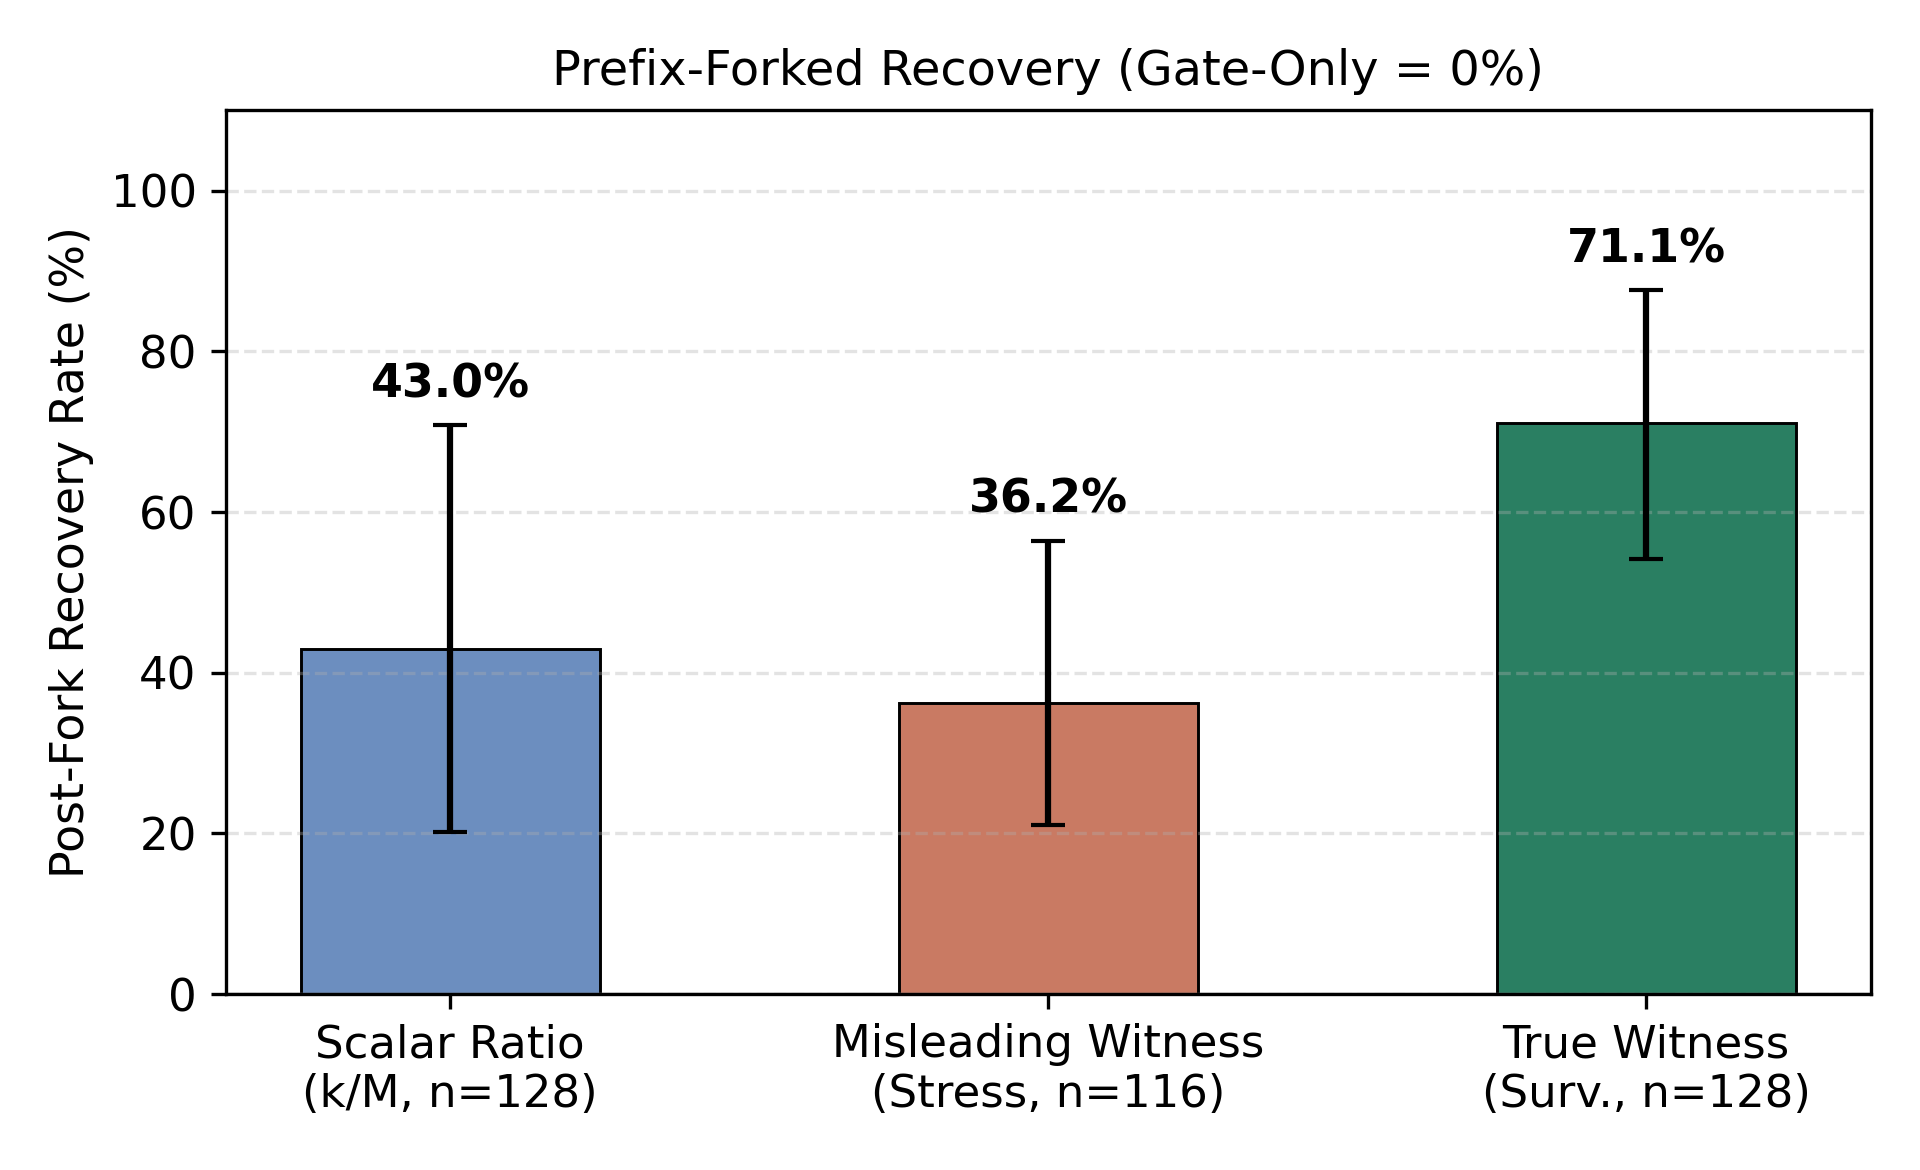 Prefix-Forked Recovery (Gate-Only = 0%)
Post-Fork Recovery Rate (%)
100
80
60
40
20
0
43.0%
36.2%
71.1%
Scalar Ratio
(k/M, n=128)
Misleading Witness
(Stress, n=116)
True Witness
(Surv., n=128)